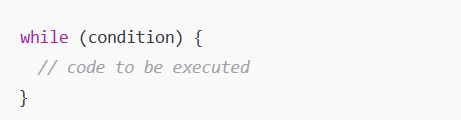 while (condition) {
  // code to be executed
}